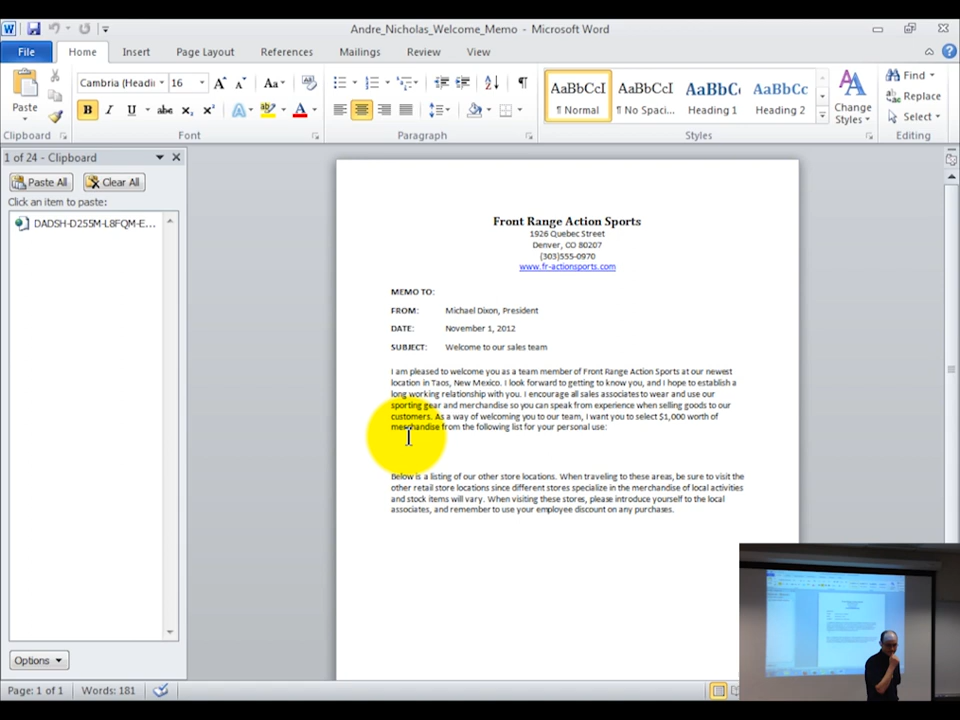 Andre_Nicholas_Welcome_Memo - Microsoft Word
File Home Insert Page Layout References Mailings Review View
Cambria (Headi 16 A A Aa
AaBbCcI AaBbCcI AaBbC AaBbCc A
Find
Replace
Paste B I U abc x₂ x² A ab A
¶ Normal ¶ No Spaci... Heading 1 Heading 2 Change Styles
Select
Clipboard Font Paragraph Styles Editing
1 of 24 - Clipboard
Paste All Clear All
Click an item to paste:
DADSH-D255M-L8FQM-E...
Front Range Action Sports
1926 Quebec Street
Denver, CO 80207
(303)555-0970
www.fr-actionsports.com
MEMO TO:
FROM: Michael Dixon, President
DATE: November 1, 2012
SUBJECT: Welcome to our sales team
I am pleased to welcome you as a team member of Front Range Action Sports at our newest
location in Taos, New Mexico. I look forward to getting to know you, and I hope to establish a
long working relationship with you. I encourage all sales associates to wear and use our
sporting gear and merchandise so you can speak from experience when selling goods to our
customers. As a way of welcoming you to our team, I want you to select $1,000 worth of
merchandise from the following list for your personal use:
Below is a listing of our other store locations. When traveling to these areas, be sure to visit the
other retail store locations since different stores specialize in the merchandise of local activities
and stock items will vary. When visiting these stores, please introduce yourself to the local
associates, and remember to use your employee discount on any purchases.
Options
Page: 1 of 1 Words: 181